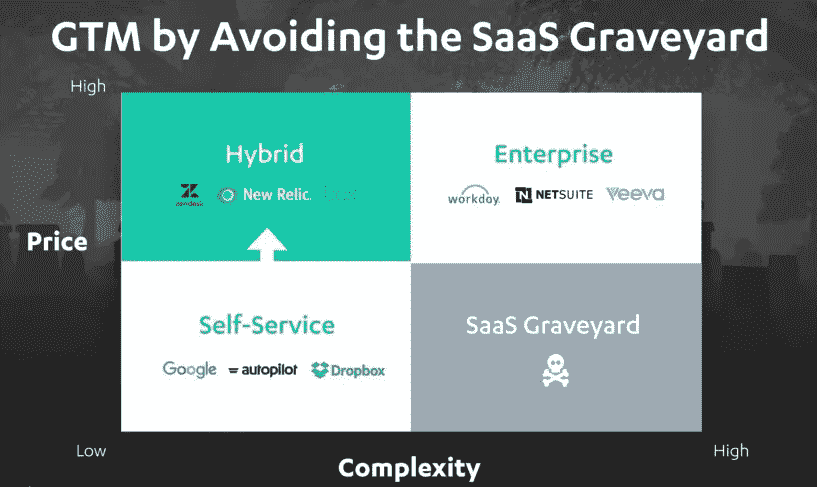 GTM by Avoiding the SaaS Graveyard
High
Hybrid
zendesk New Relic.
Enterprise
workday. N NETSUITE Veeva
Price
Self-Service
Google autopilot Dropbox
SaaS Graveyard
Low
Complexity
High